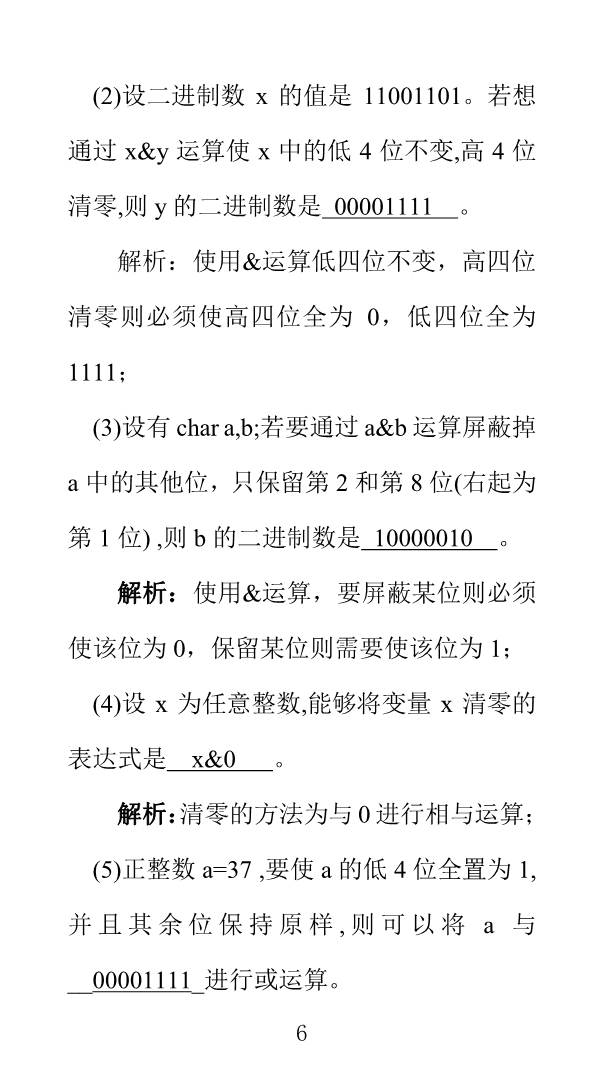 (2)设二进制数 x 的值是 11001101。若想
通过 x&y 运算使 x 中的低 4 位不变,高 4 位
清零,则 y 的二进制数是 00001111 。
解析：使用&运算低四位不变，高四位
清零则必须使高四位全为 0，低四位全为
1111；
(3)设有 char a,b;若要通过 a&b 运算屏蔽掉
a 中的其他位，只保留第 2 和第 8 位(右起为
第 1 位) ,则 b 的二进制数是 10000010 。
解析：使用&运算，要屏蔽某位则必须
使该位为 0，保留某位则需要使该位为 1；
(4)设 x 为任意整数,能够将变量 x 清零的
表达式是 x&0 。
解析：清零的方法为与 0 进行相与运算；
(5)正整数 a=37 ,要使 a 的低 4 位全置为 1,
并且其余位保持原样,则可以将 a 与
__00001111_进行或运算。
6